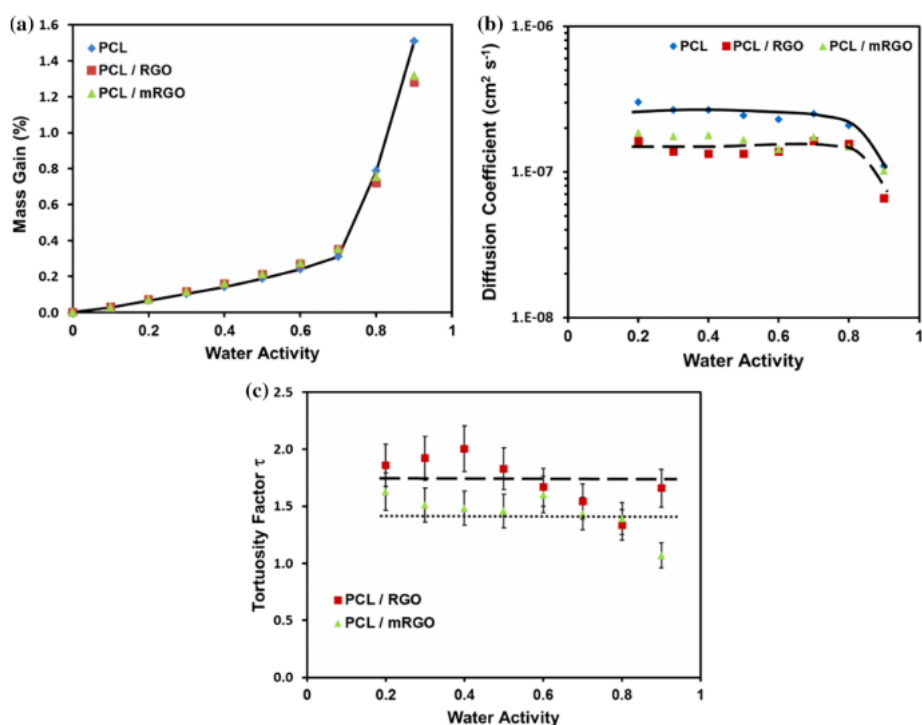 (a)
1.6
1.4
1.2
1.0
0.8
0.6
0.4
0.2
0.0
Mass Gain (%)
PCL
PCL / RGO
PCL / mRGO
0 0.2 0.4 0.6 0.8 1
Water Activity
(b)
1.E-06
1.E-07
1.E-08
Diffusion Coefficient (cm² s⁻¹)
PCL PCL / RGO PCL / mRGO
0 0.2 0.4 0.6 0.8 1
Water Activity
(c)
2.5
2.0
1.5
1.0
0.5
0.0
Tortuosity Factor τ
PCL / RGO
PCL / mRGO
0 0.2 0.4 0.6 0.8 1
Water Activity